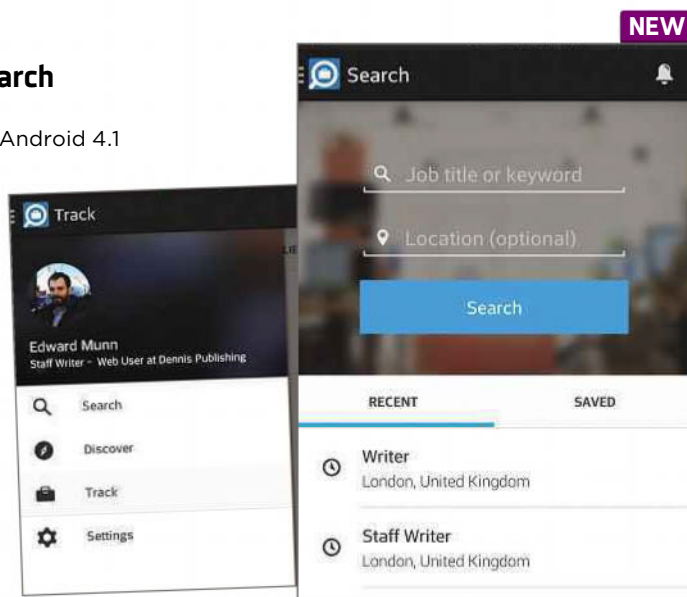 NEW
arch
Android 4.1
Track
Edward Munn
Staff Writer - Web User at Dennis Publishing
Search
Discover
Track
Settings
Search
Job title or keyword
Location (optional)
Search
RECENT
SAVED
Writer
London, United Kingdom
Staff Writer
London, United Kingdom